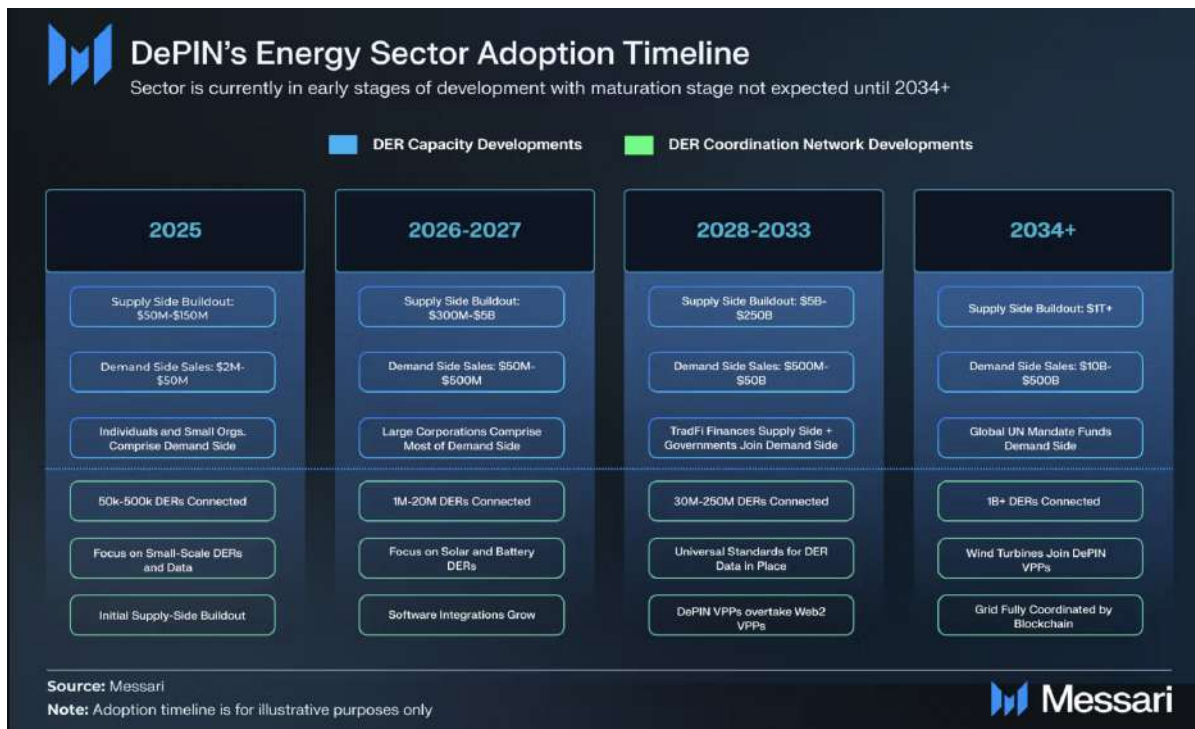 DePIN's Energy Sector Adoption Timeline
Sector is currently in early stages of development with maturation stage not expected until 2034+
DER Capacity Developments
DER Coordination Network Developments
2025
Supply Side Buildout:
$50M-$150M
Demand Side Sales: $2M-
$50M
Individuals and Small Orgs.
Comprise Demand Side
50k-500k DERs Connected
Focus on Small-Scale DERs
and Data
Initial Supply-Side Buildout
2026-2027
Supply Side Buildout:
$300M-$5B
Demand Side Sales: $50M-
$500M
Large Corporations Comprise
Most of Demand Side
1M-20M DERs Connected
Focus on Solar and Battery
DERs
Software Integrations Grow
2028-2033
Supply Side Buildout: $5B-
$250B
Demand Side Sales: $500M-
$50B
TradFi Finances Supply Side +
Governments Join Demand Side
30M-250M DERs Connected
Universal Standards for DER
Data in Place
DePIN VPPs overtake Web2
VPPs
2034+
Supply Side Buildout: $1T+
Demand Side Sales: $10B-
$500B
Global UN Mandate Funds
Demand Side
1B+ DERs Connected
Wind Turbines Join DePIN
VPPs
Grid Fully Coordinated by
Blockchain
Source: Messari
Note: Adoption timeline is for illustrative purposes only
Messari